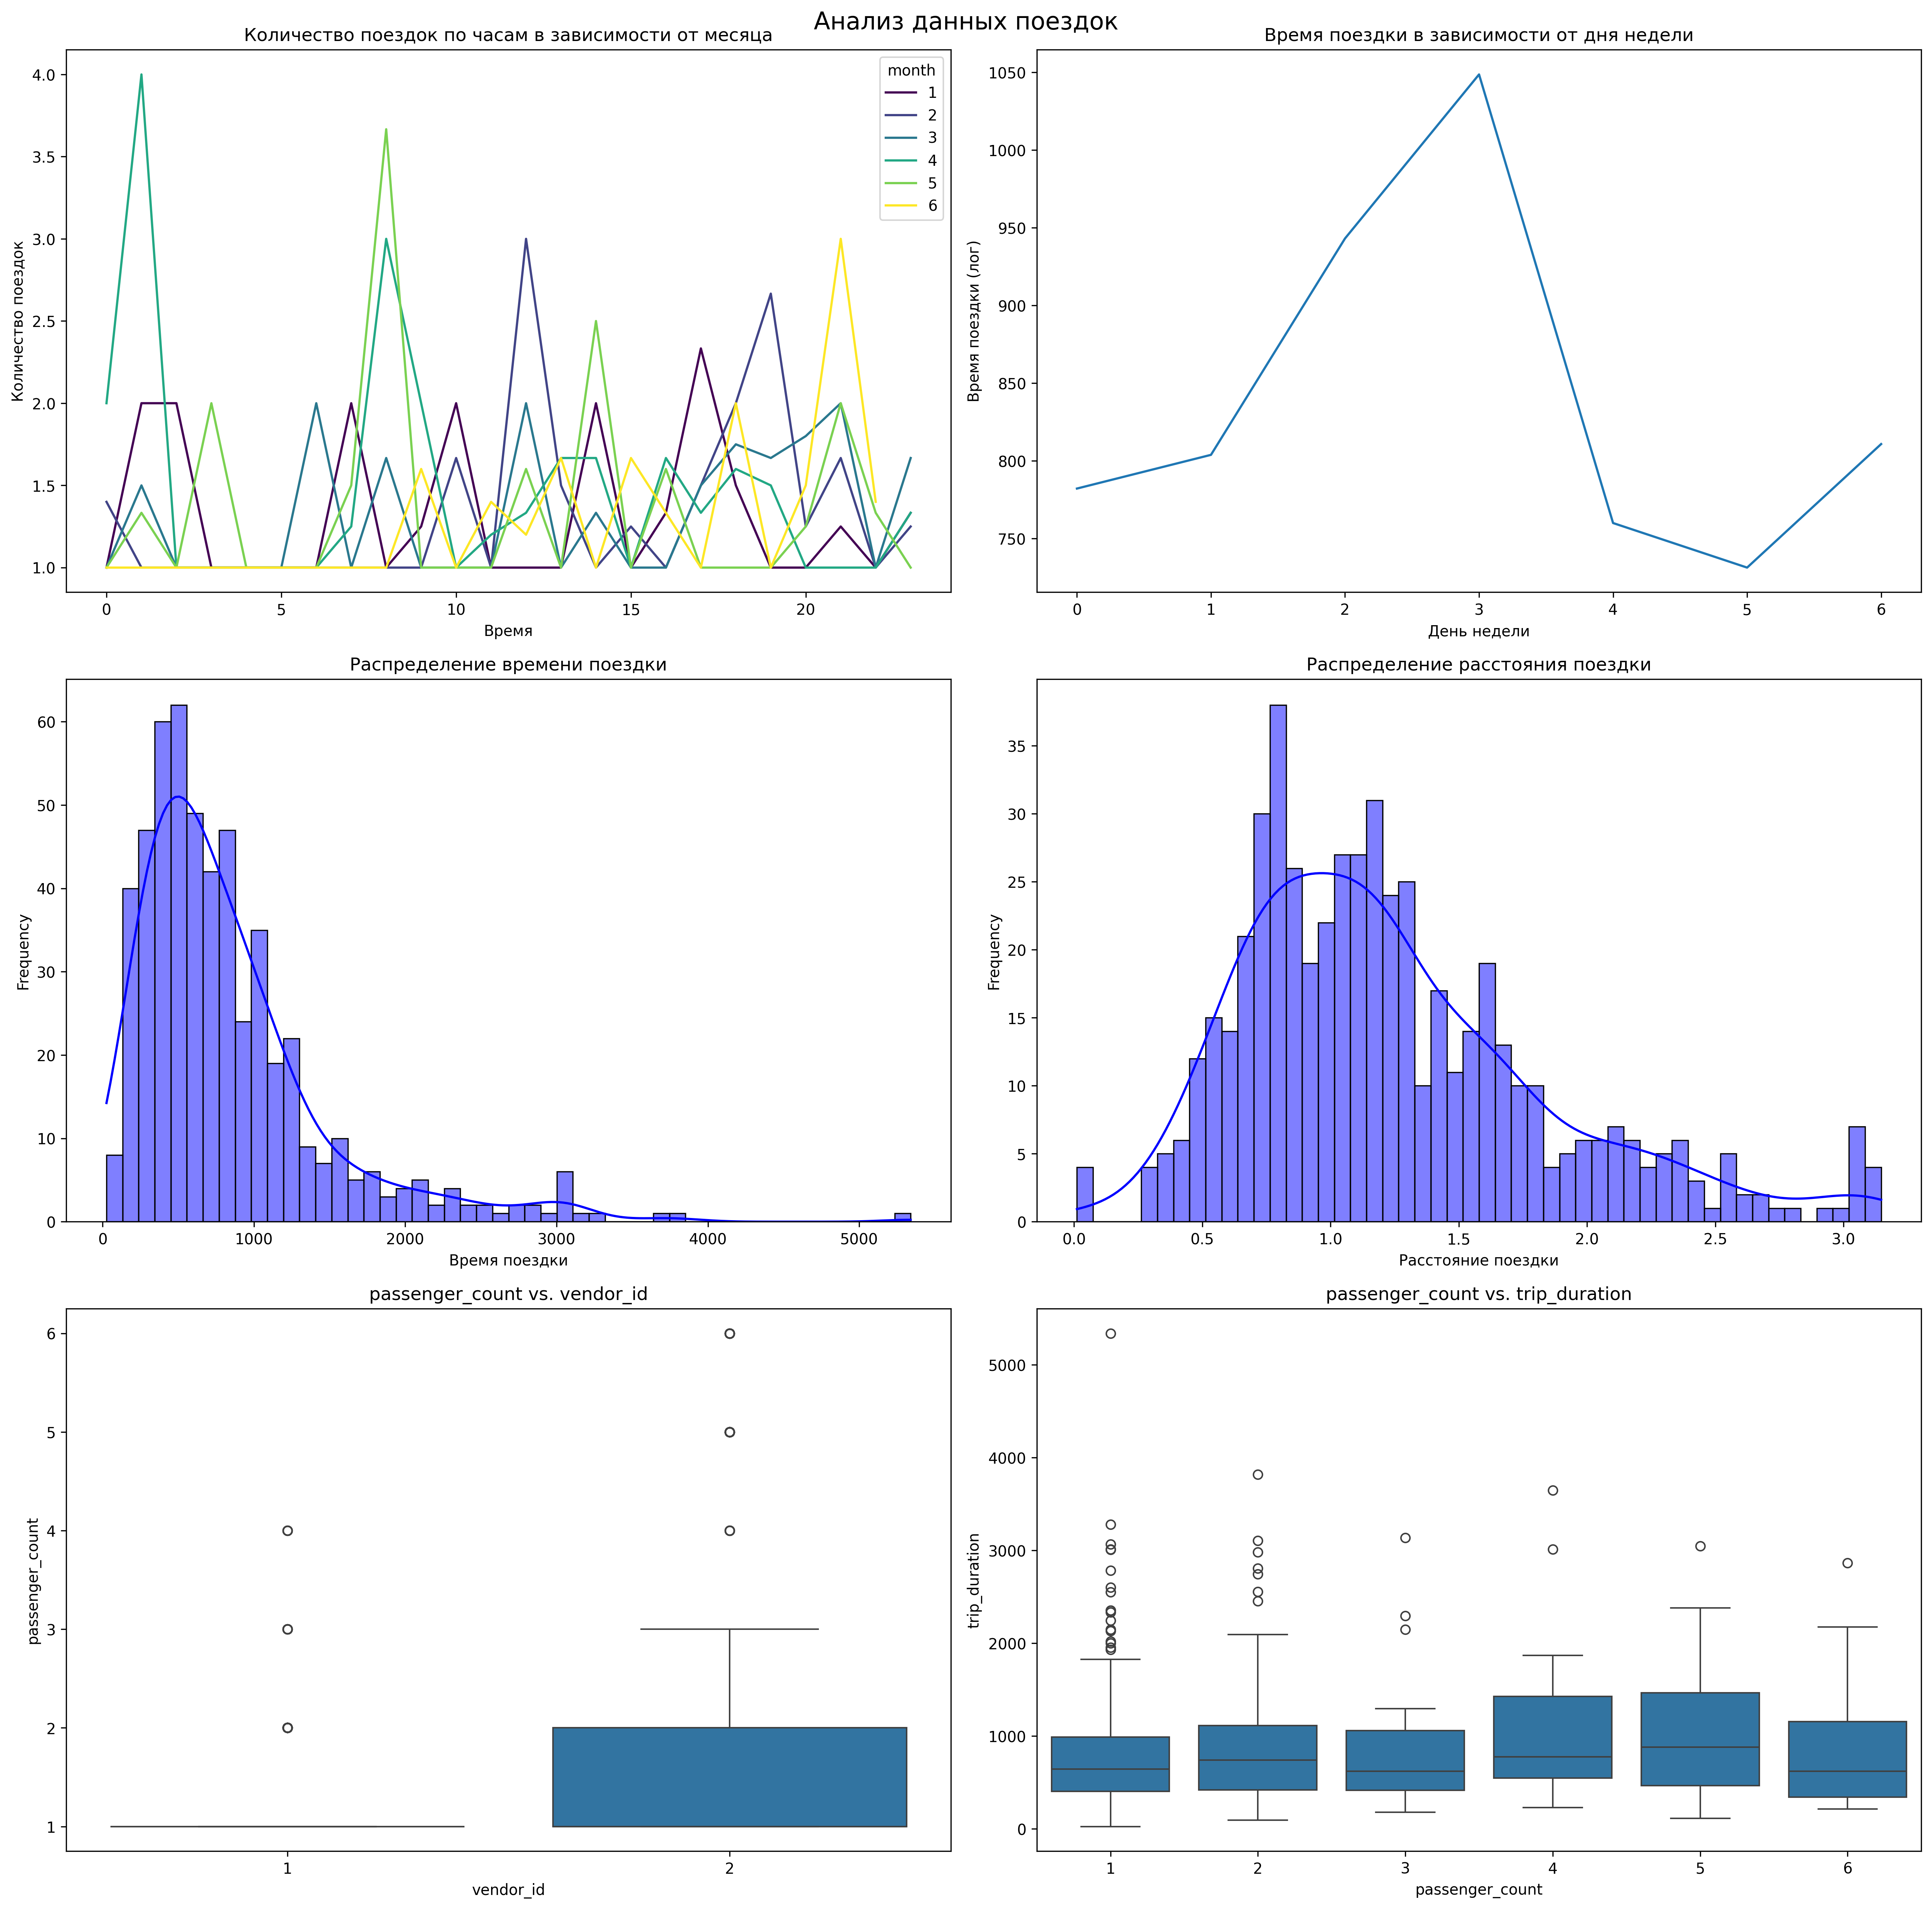 Анализ данных поездок
Количество поездок по часам в зависимости от месяца
month
1
2
3
4
5
6
4.0
3.5
3.0
2.5
2.0
1.5
1.0
Количество поездок
0 5 10 15 20
Время
Время поездки в зависимости от дня недели
1050
1000
950
900
850
800
750
Время поездки (лог)
0 1 2 3 4 5 6
День недели
Распределение времени поездки
60
50
40
30
20
10
0
Frequency
0 1000 2000 3000 4000 5000
Время поездки
Распределение расстояния поездки
35
30
25
20
15
10
5
0
Frequency
0.0 0.5 1.0 1.5 2.0 2.5 3.0
Расстояние поездки
passenger_count vs. vendor_id
6
5
4
3
2
1
passenger_count
1 2
vendor_id
passenger_count vs. trip_duration
5000
4000
3000
2000
1000
0
trip_duration
1 2 3 4 5 6
passenger_count